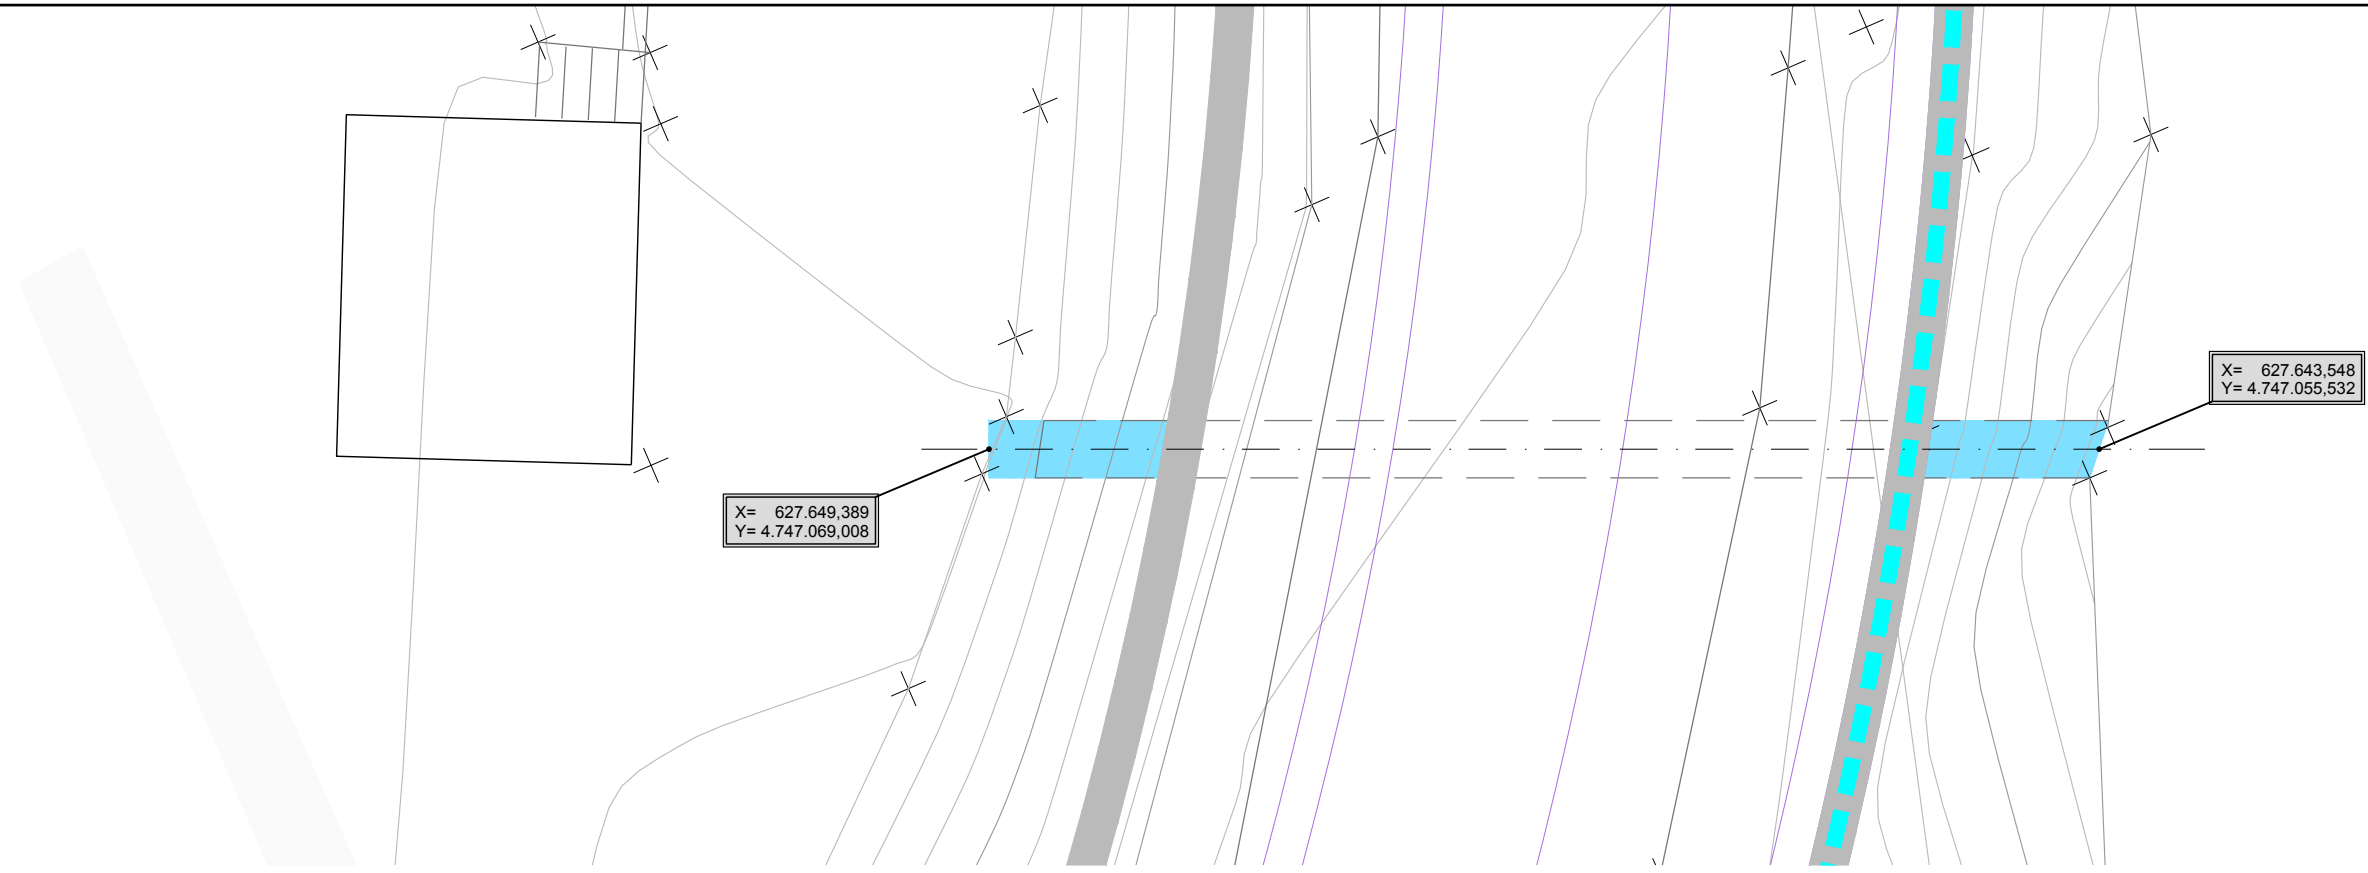 X= 627.643,548
Y= 4.747.055,532
X= 627.649,389
Y= 4.747.069,008